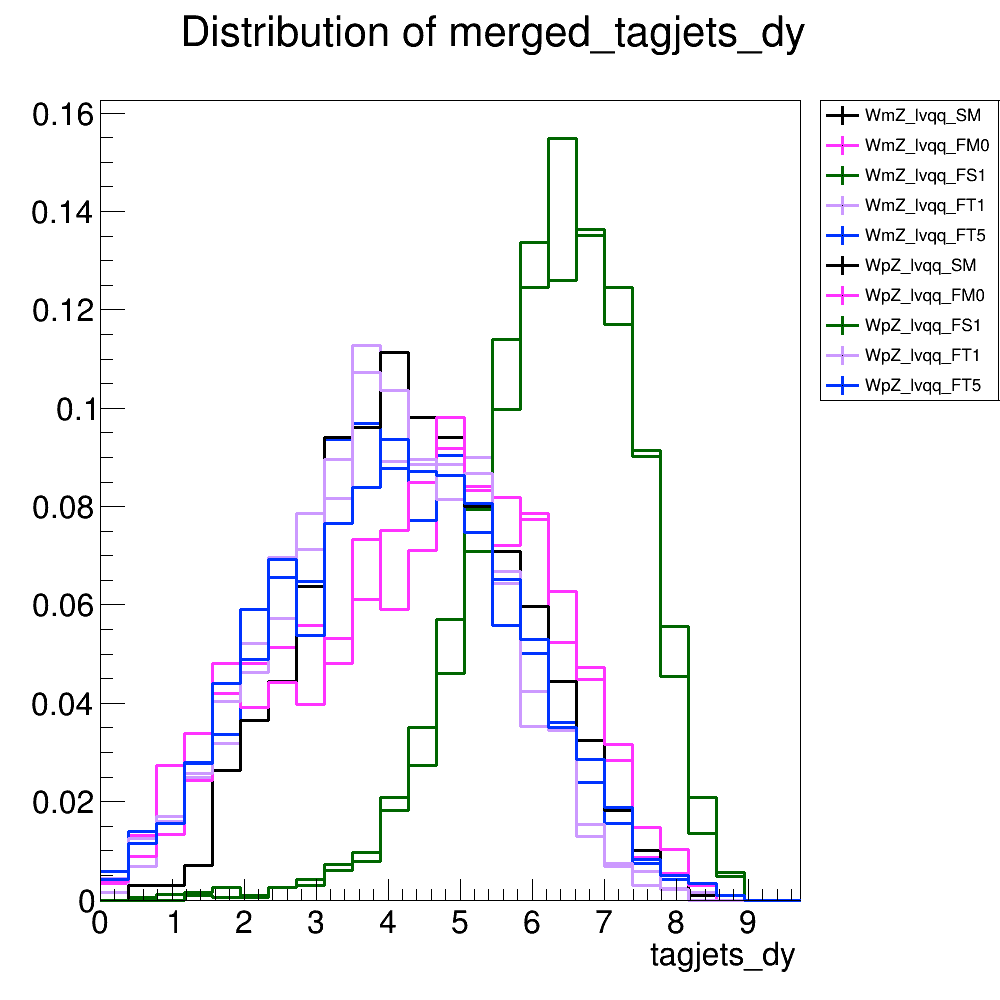 Distribution of merged_tagjets_dy
0.16
0.14
0.12
0.1
0.08
0.06
0.04
0.02
0
0 1 2 3 4 5 6 7 8 9
tagjets_dy
WmZ_lvqq_SM
WmZ_lvqq_FM0
WmZ_lvqq_FS1
WmZ_lvqq_FT1
WmZ_lvqq_FT5
WpZ_lvqq_SM
WpZ_lvqq_FM0
WpZ_lvqq_FS1
WpZ_lvqq_FT1
WpZ_lvqq_FT5